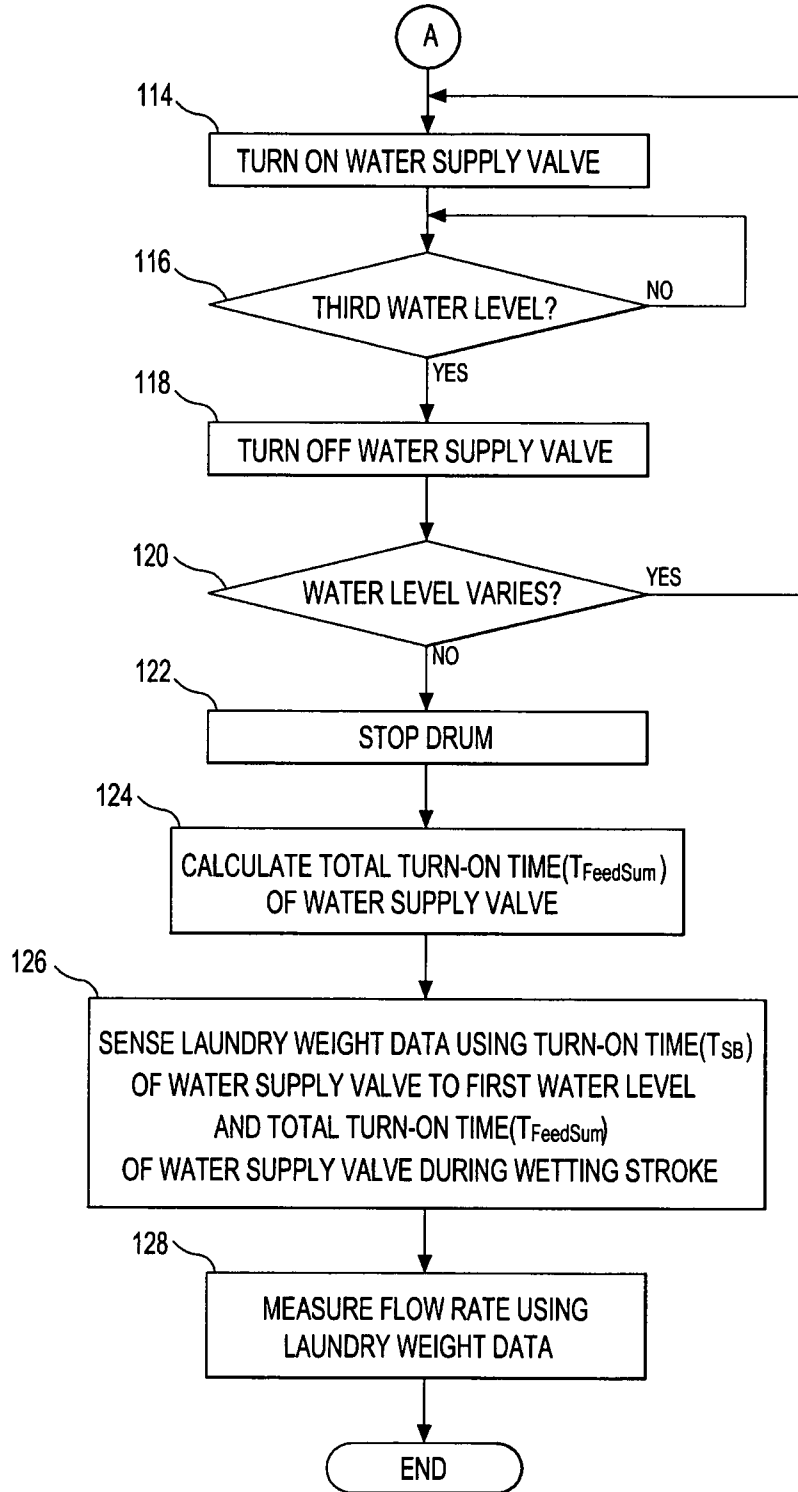 A
114
TURN ON WATER SUPPLY VALVE
116
THIRD WATER LEVEL?
NO
YES
118
TURN OFF WATER SUPPLY VALVE
120
WATER LEVEL VARIES?
YES
NO
122
STOP DRUM
124
CALCULATE TOTAL TURN-ON TIME(TFeedSum)
OF WATER SUPPLY VALVE
126
SENSE LAUNDRY WEIGHT DATA USING TURN-ON TIME(TSB)
OF WATER SUPPLY VALVE TO FIRST WATER LEVEL
AND TOTAL TURN-ON TIME(TFeedSum)
OF WATER SUPPLY VALVE DURING WETTING STROKE
128
MEASURE FLOW RATE USING
LAUNDRY WEIGHT DATA
END